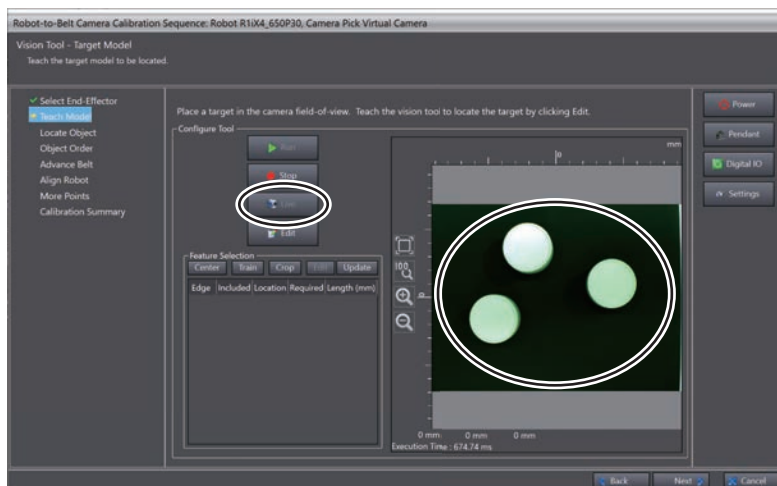 Robot-to-Belt Camera Calibration Sequence: Robot R1iX4_650P30, Camera Pick Virtual Camera
Vision Tool - Target Model
Teach the target model to be located.
Select End-Effector
Teach Model
Locate Object
Object Order
Advance Belt
Align Robot
More Points
Calibration Summary
Place a target in the camera field-of-view. Teach the vision tool to locate the target by clicking Edit.
Configure Tool
Run
Stop
Live
Edit
Feature Selection
Center Train Crop Edit Update
Edge Included Location Required Length (mm)
100
mm
0
0
0 mm 0 mm 0 mm
Execution Time : 674.74 ms
Power
Pendant
Digital IO
Settings
Back Next Cancel